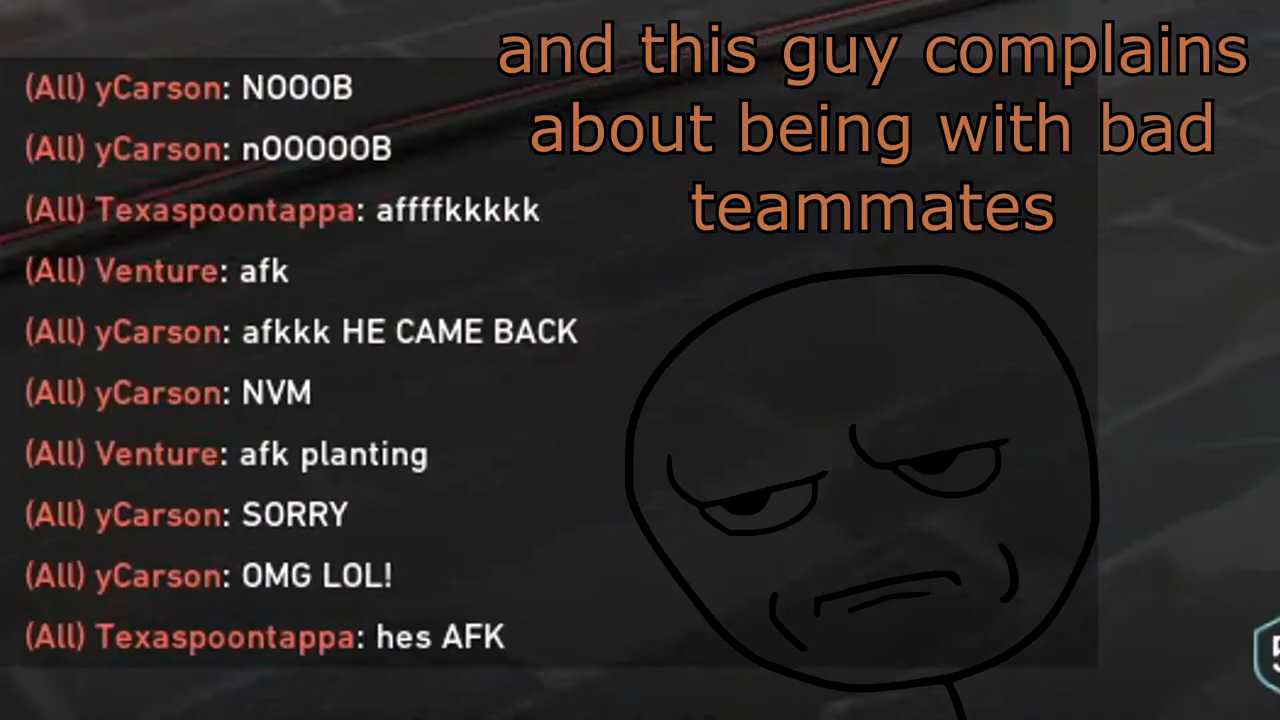 and this guy complains
about being with bad
teammates
(All) yCarson: NOOOB
(All) yCarson: nOOOOOB
(All) Texaspoontappa: affffkkkkk
(All) Venture: afk
(All) yCarson: afkkk HE CAME BACK
(All) yCarson: NVM
(All) Venture: afk planting
(All) yCarson: SORRY
(All) yCarson: OMG LOL!
(All) Texaspoontappa: hes AFK